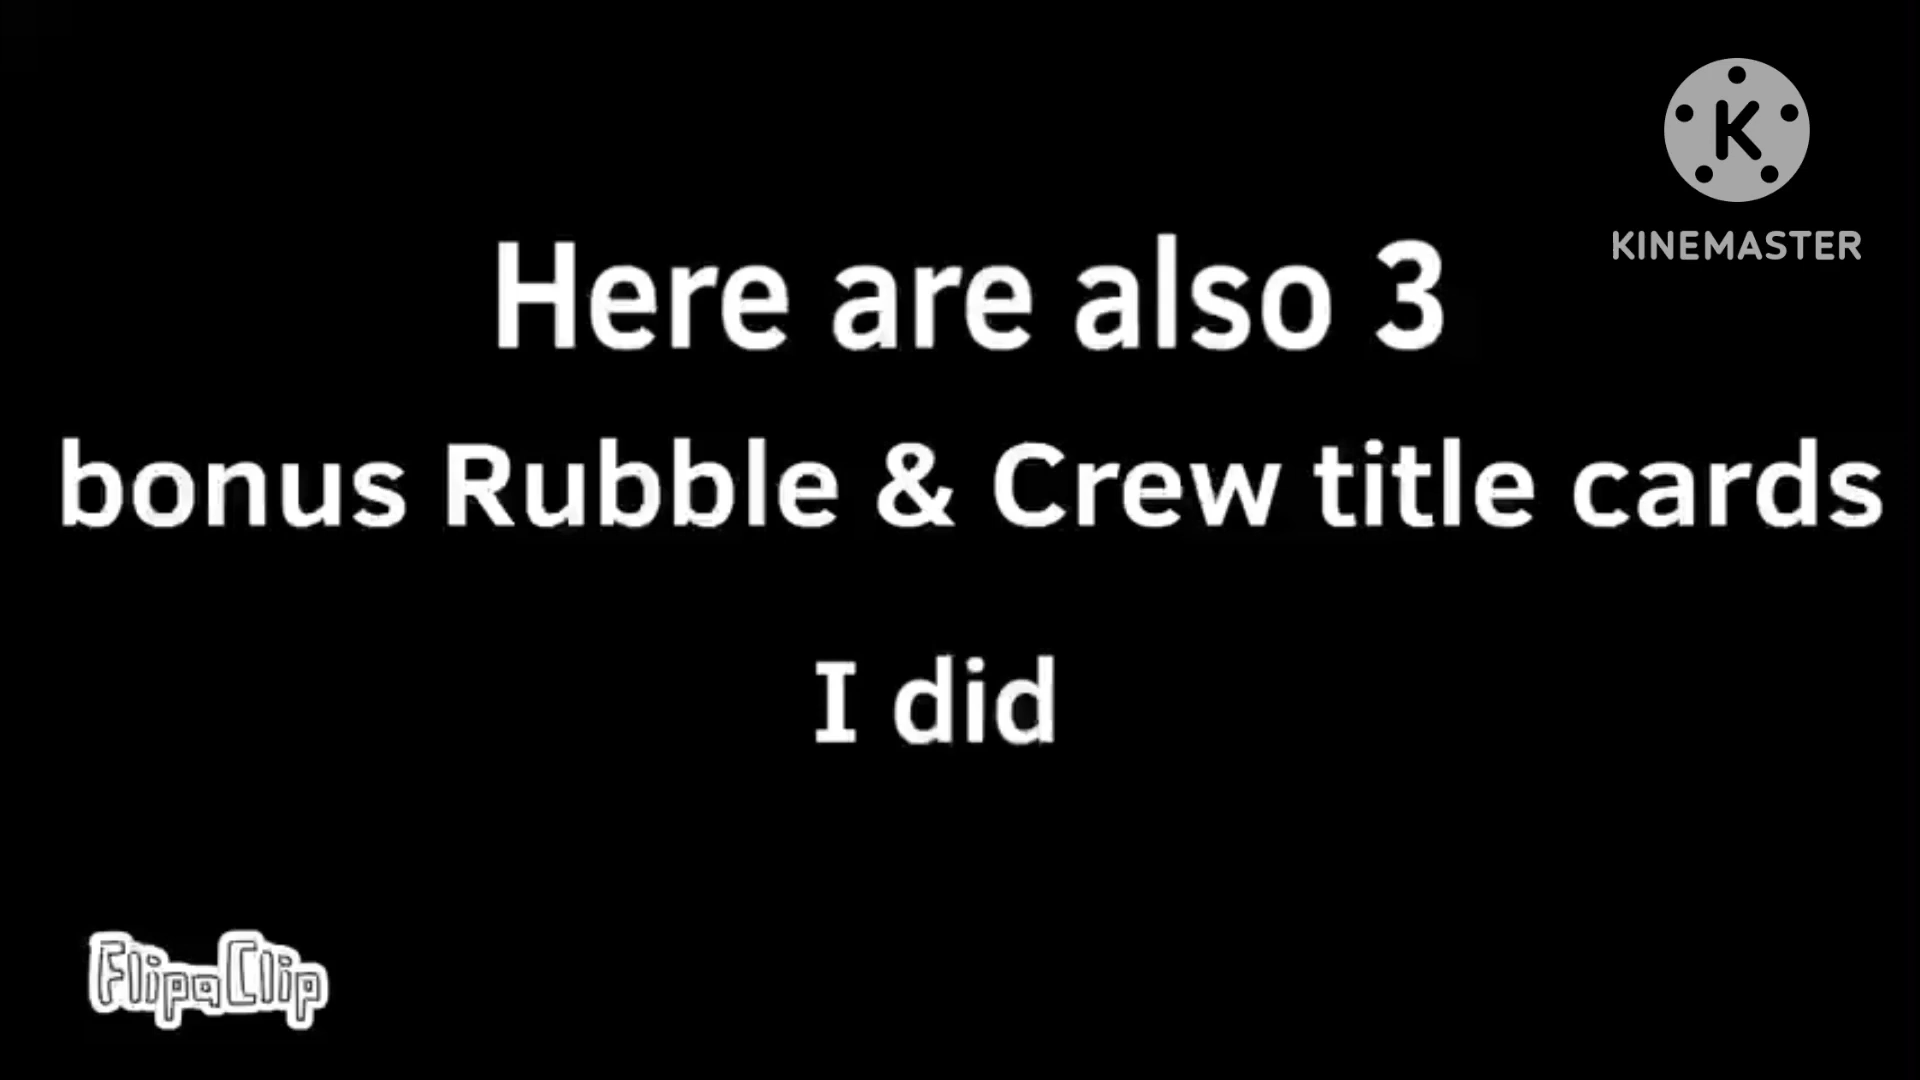 K
KINEMASTER
Here are also 3
bonus Rubble & Crew title cards
I did
FlipaClip